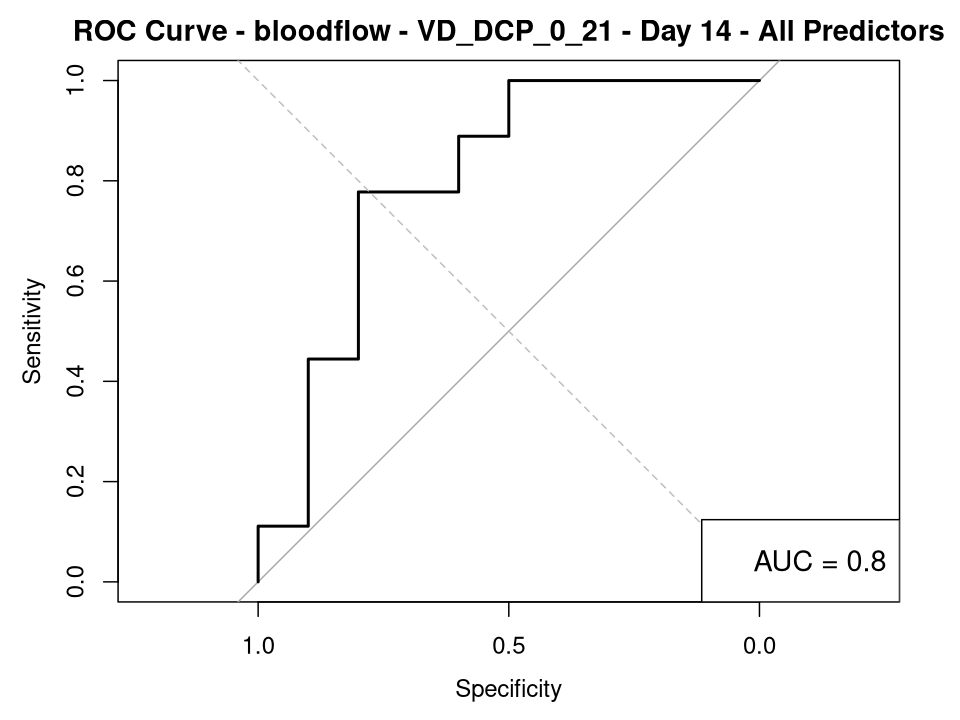 ROC Curve - bloodflow - VD_DCP_0_21 - Day 14 - All Predictors
Sensitivity
1.0
0.8
0.6
0.4
0.2
0.0
AUC = 0.8
1.0 0.5 0.0
Specificity